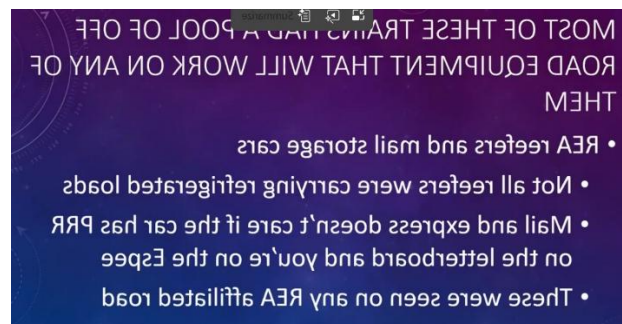 Summarize
MOST OF THESE TRAINS HAD A POOL OF OFF
ROAD EQUIPMENT THAT WILL WORK ON ANY OF
THEM
• REA reefers and mail storage cars
• Not all reefers were carrying refrigerated loads
• Mail and express doesn't care if the car has PRR
on the letterboard and you're on the Espee
• These were seen on any REA affiliated road